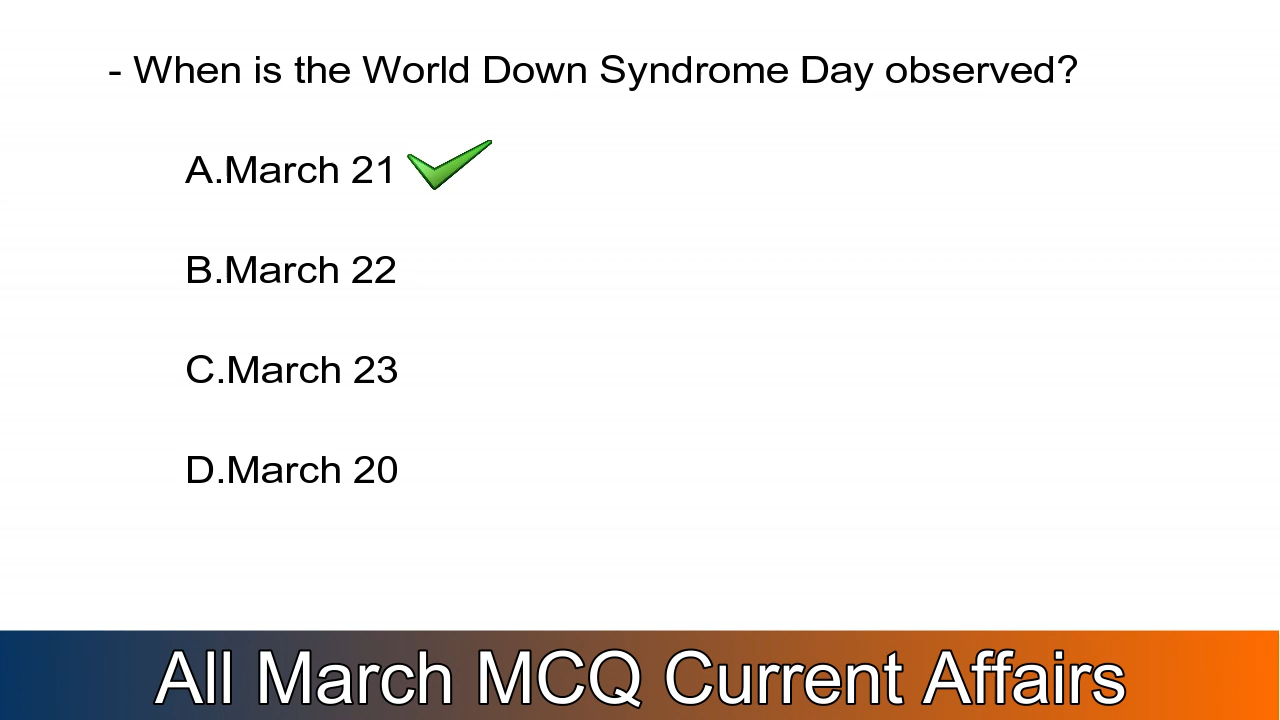 - When is the World Down Syndrome Day observed?
A.March 21
B.March 22
C.March 23
D.March 20
All March MCQ Current Affairs